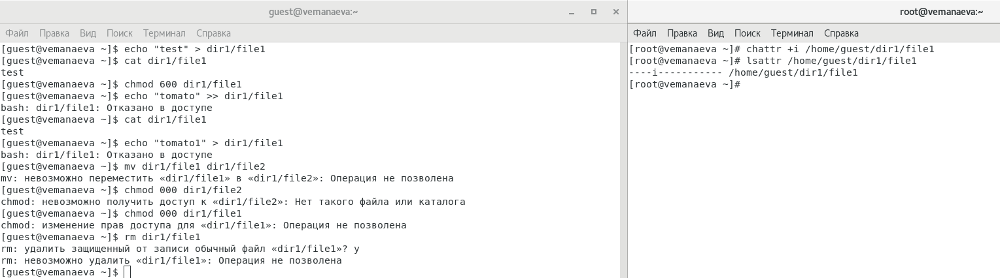 guest@vemanaeva:~
Файл Правка Вид Поиск Терминал Справка
[guest@vemanaeva ~]$ echo "test" > dir1/file1
[guest@vemanaeva ~]$ cat dir1/file1
test
[guest@vemanaeva ~]$ chmod 600 dir1/file1
[guest@vemanaeva ~]$ echo "tomato" >> dir1/file1
bash: dir1/file1: Отказано в доступе
[guest@vemanaeva ~]$ cat dir1/file1
test
[guest@vemanaeva ~]$ echo "tomato1" > dir1/file1
bash: dir1/file1: Отказано в доступе
[guest@vemanaeva ~]$ mv dir1/file1 dir1/file2
mv: невозможно переместить «dir1/file1» в «dir1/file2»: Операция не позволена
[guest@vemanaeva ~]$ chmod 000 dir1/file2
chmod: невозможно получить доступ к «dir1/file2»: Нет такого файла или каталога
[guest@vemanaeva ~]$ chmod 000 dir1/file1
chmod: изменение прав доступа для «dir1/file1»: Операция не позволена
[guest@vemanaeva ~]$ rm dir1/file1
rm: удалить защищенный от записи обычный файл «dir1/file1»? y
rm: невозможно удалить «dir1/file1»: Операция не позволена
[guest@vemanaeva ~]$
root@vemanaeva:~
Файл Правка Вид Поиск Терминал Справка
[root@vemanaeva ~]# chattr +i /home/guest/dir1/file1
[root@vemanaeva ~]# lsattr /home/guest/dir1/file1
----i----------- /home/guest/dir1/file1
[root@vemanaeva ~]#